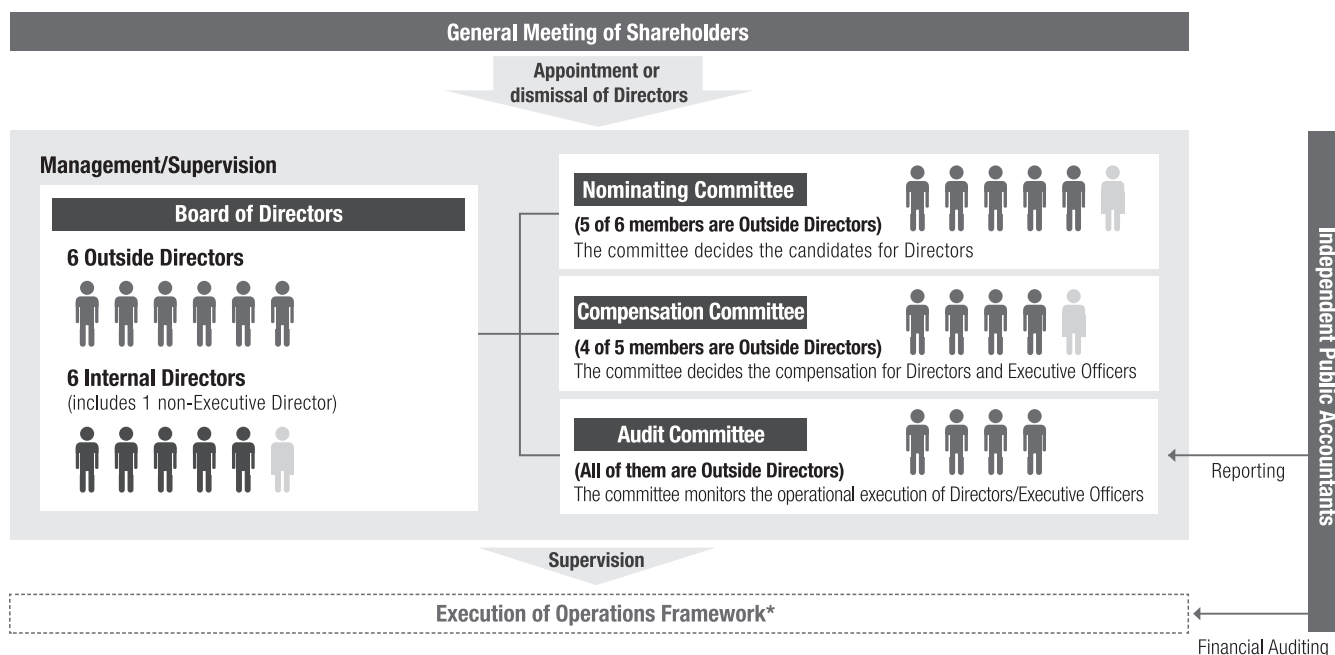 General Meeting of Shareholders
Appointment or
dismissal of Directors
Management/Supervision
Board of Directors
6 Outside Directors
6 Internal Directors
(includes 1 non-Executive Director)
Nominating Committee
(5 of 6 members are Outside Directors)
The committee decides the candidates for Directors
Compensation Committee
(4 of 5 members are Outside Directors)
The committee decides the compensation for Directors and Executive Officers
Audit Committee
(All of them are Outside Directors)
The committee monitors the operational execution of Directors/Executive Officers
Reporting
Independent Public Accountants
Supervision
Execution of Operations Framework*
Financial Auditing